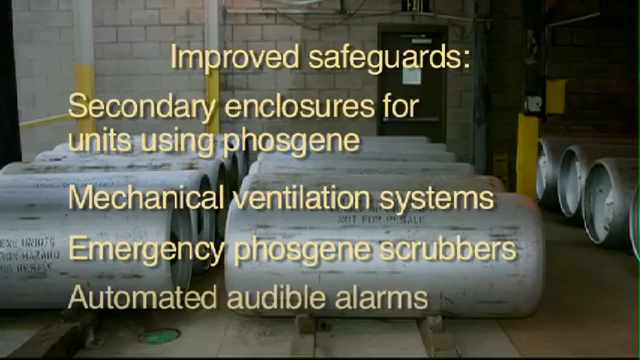 Improved safeguards:
Secondary enclosures for
units using phosgene
Mechanical ventilation systems
NOT FOR RESALE
Emergency phosgene scrubbers
Automated audible alarms